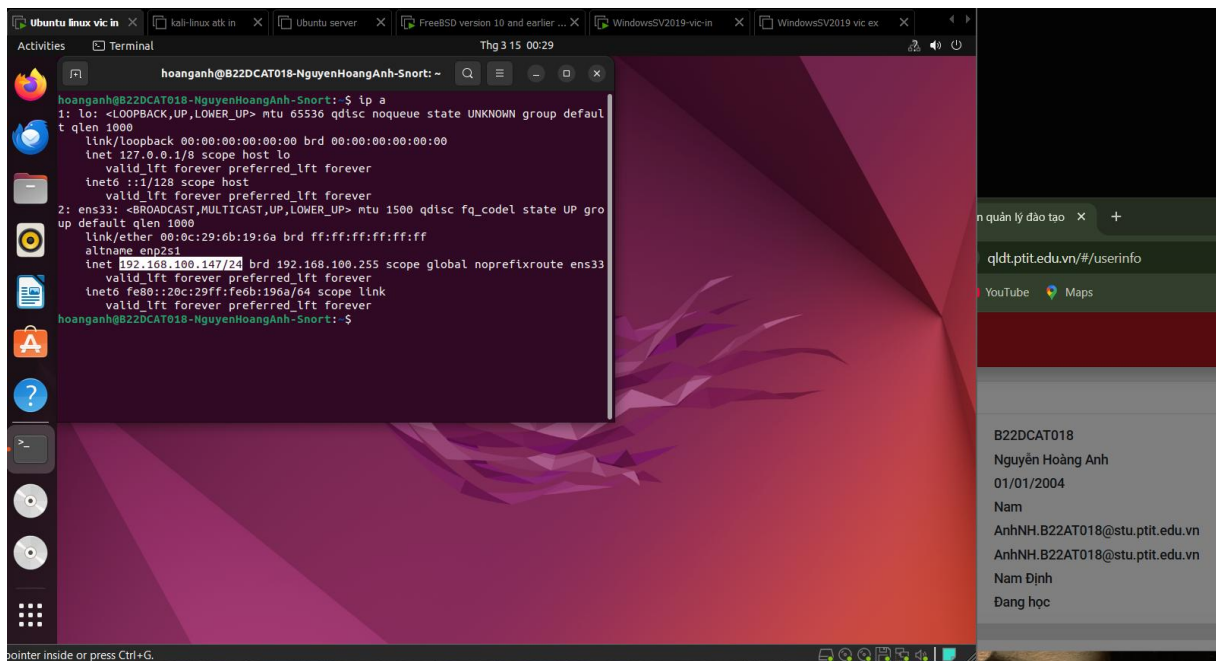 Ubuntu linux vic in
kali-linux atk in
Ubuntu server
FreeBSD version 10 and earlier ...
WindowsSV2019-vic-in
WindowsSV2019 vic ex
Activities
Terminal
Thg 3 15 00:29
hoanganh@B22DCAT018-NguyenHoangAnh-Snort: ~
hoanganh@B22DCAT018-NguyenHoangAnh-Snort:~$ ip a
1: lo: <LOOPBACK,UP,LOWER_UP> mtu 65536 qdisc noqueue state UNKNOWN group defaul
t qlen 1000
link/loopback 00:00:00:00:00:00 brd 00:00:00:00:00:00
inet 127.0.0.1/8 scope host lo
valid_lft forever preferred_lft forever
inet6 ::1/128 scope host
valid_lft forever preferred_lft forever
2: ens33: <BROADCAST,MULTICAST,UP,LOWER_UP> mtu 1500 qdisc fq_codel state UP gro
up default qlen 1000
link/ether 00:0c:29:6b:19:6a brd ff:ff:ff:ff:ff:ff
altname enp2s1
inet 192.168.100.147/24 brd 192.168.100.255 scope global noprefixroute ens33
valid_lft forever preferred_lft forever
inet6 fe80::20c:29ff:fe6b:196a/64 scope link
valid_lft forever preferred_lft forever
hoanganh@B22DCAT018-NguyenHoangAnh-Snort:~$
pointer inside or press Ctrl+G.
n quản lý đào tạo
qldt.ptit.edu.vn/#/userinfo
YouTube
Maps
B22DCAT018
Nguyễn Hoàng Anh
01/01/2004
Nam
AnhNH.B22AT018@stu.ptit.edu.vn
AnhNH.B22AT018@stu.ptit.edu.vn
Nam Định
Đang học